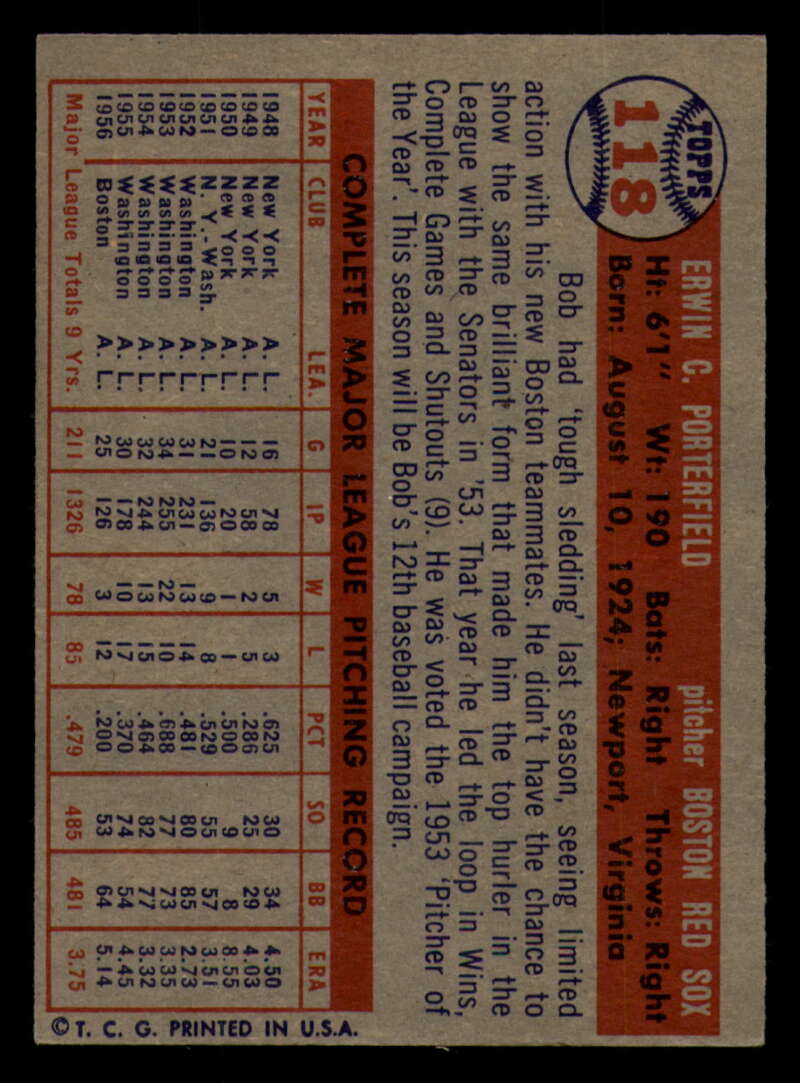 TOPPS
118
ERWIN C. PORTERFIELD pitcher BOSTON RED SOX
Ht: 6'1" Wt: 190 Bats: Right Throws: Right
Born: August 10, 1924; Newport, Virginia
Bob had 'tough sledding' last season, seeing limited
action with his new Boston teammates. He didn't have the chance to
show the same brilliant form that made him the top hurler in the
League with the Senators in '53. That year he led the loop in Wins,
Complete Games and Shutouts (9). He was voted the 1953 'Pitcher of
the Year'. This season will be Bob's 12th baseball campaign.
COMPLETE MAJOR LEAGUE PITCHING RECORD
YEAR CLUB LEA. G IP W L PCT SO BB ERA
1948 New York A. L. 16 78 5 3 .625 30 34 4.50
1949 New York A. L. 12 58 2 5 .286 25 29 4.03
1950 New York A. L. 10 20 1 1 .500 9 8 8.55
1951 N. Y.-Wash. A. L. 21 136 9 8 .529 55 57 3.51
1952 Washington A. L. 31 231 13 14 .481 80 85 2.73
1953 Washington A. L. 34 255 22 10 .688 77 73 3.35
1954 Washington A. L. 32 244 13 15 .464 82 77 3.32
1955 Washington A. L. 30 178 10 17 .370 74 54 4.45
1956 Boston A. L. 25 126 3 12 .200 53 64 5.14
Major League Totals 9 Yrs. 211 1326 78 85 .479 485 481 3.75
© T. C. G. PRINTED IN U.S.A.